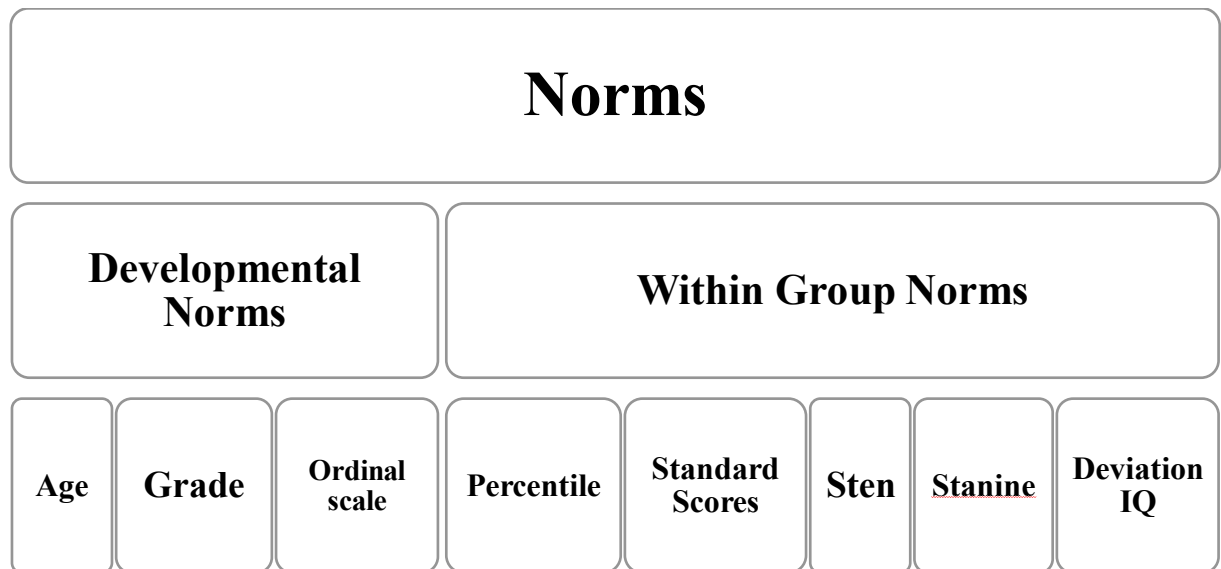 Norms
Developmental
Norms
Within Group Norms
Age
Grade
Ordinal
scale
Percentile
Standard
Scores
Sten
Stanine
Deviation
IQ